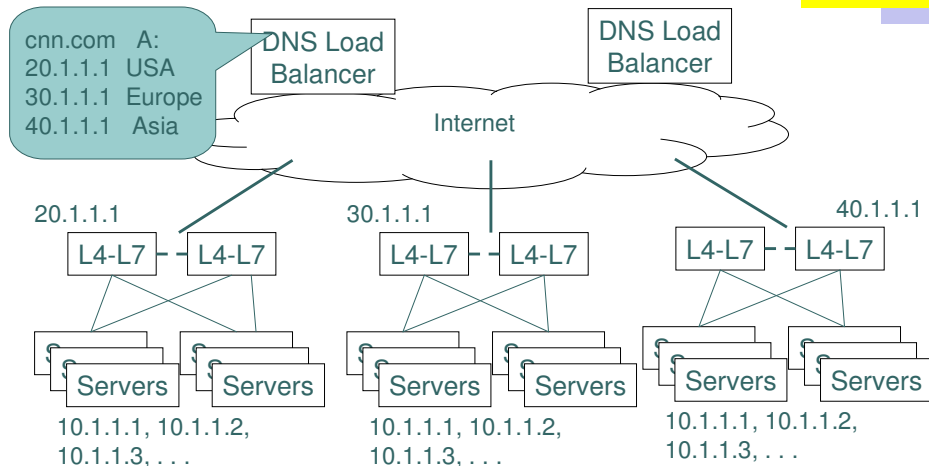 cnn.com A:
20.1.1.1 USA
30.1.1.1 Europe
40.1.1.1 Asia
DNS Load
Balancer
DNS Load
Balancer
Internet
20.1.1.1
30.1.1.1
40.1.1.1
L4-L7
L4-L7
L4-L7
L4-L7
L4-L7
L4-L7
Servers
Servers
Servers
Servers
Servers
Servers
10.1.1.1, 10.1.1.2,
10.1.1.3, . . .
10.1.1.1, 10.1.1.2,
10.1.1.3, . . .
10.1.1.1, 10.1.1.2,
10.1.1.3, . . .